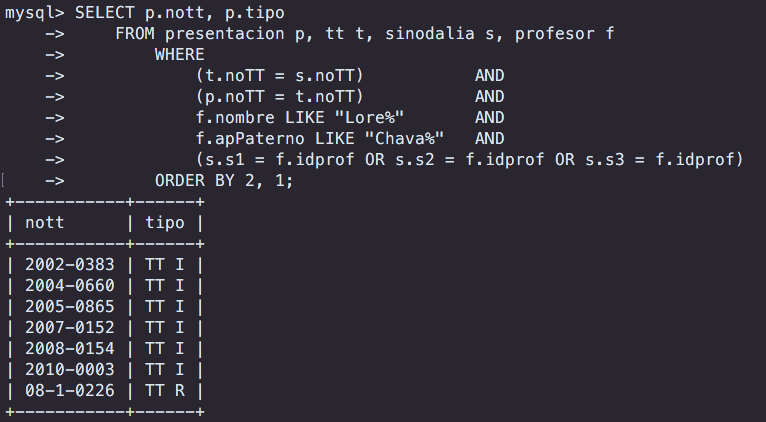 mysql> SELECT p.nott, p.tipo
    ->     FROM presentacion p, tt t, sinodalia s, profesor f
    ->         WHERE
    ->             (t.noTT = s.noTT)           AND
    ->             (p.noTT = t.noTT)           AND
    ->             f.nombre LIKE "Lore%"       AND
    ->             f.apPaterno LIKE "Chava%"   AND
    ->             (s.s1 = f.idprof OR s.s2 = f.idprof OR s.s3 = f.idprof)
[   ->         ORDER BY 2, 1;
+-----------+------+
| nott      | tipo |
+-----------+------+
| 2002-0383 | TT I |
| 2004-0660 | TT I |
| 2005-0865 | TT I |
| 2007-0152 | TT I |
| 2008-0154 | TT I |
| 2010-0003 | TT I |
| 08-1-0226 | TT R |
+-----------+------+